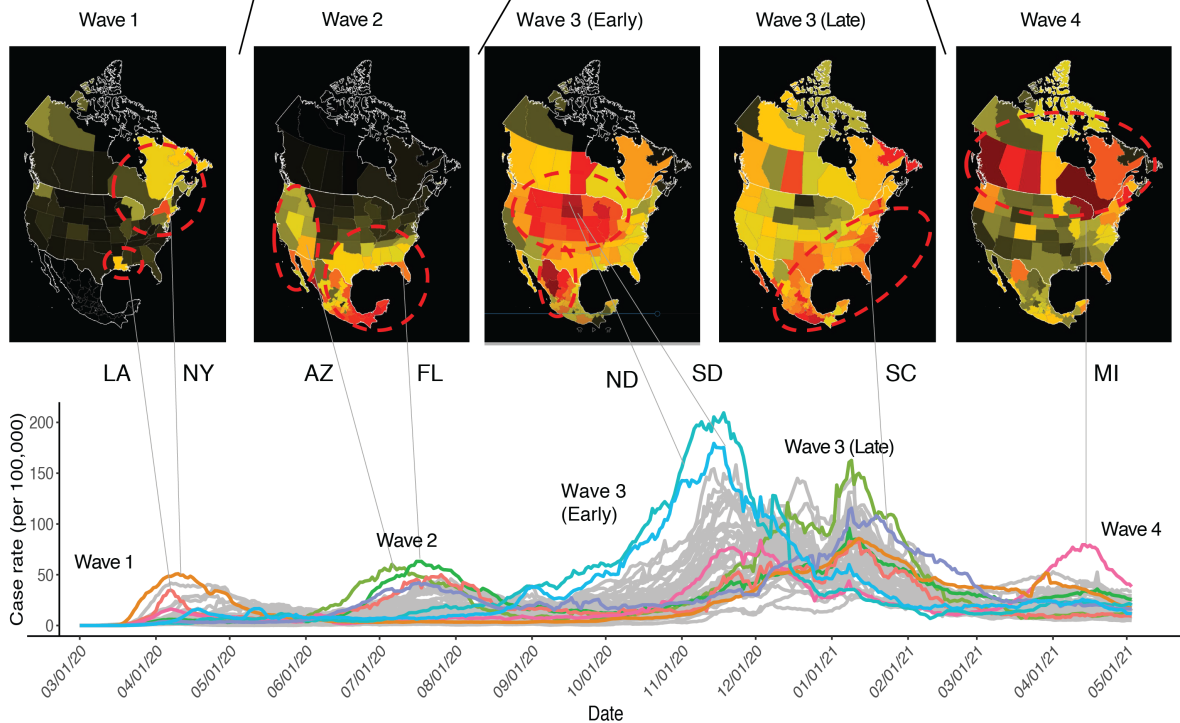 Wave 1
Wave 2
Wave 3 (Early)
Wave 3 (Late)
Wave 4
LA
NY
AZ
FL
ND
SD
SC
MI
Case rate (per 100,000)
200
150
100
50
0
Wave 1
Wave 2
Wave 3
(Early)
Wave 3 (Late)
Wave 4
03/01/20
04/01/20
05/01/20
06/01/20
07/01/20
08/01/20
09/01/20
10/01/20
11/01/20
12/01/20
01/01/21
02/01/21
03/01/21
04/01/21
05/01/21
Date